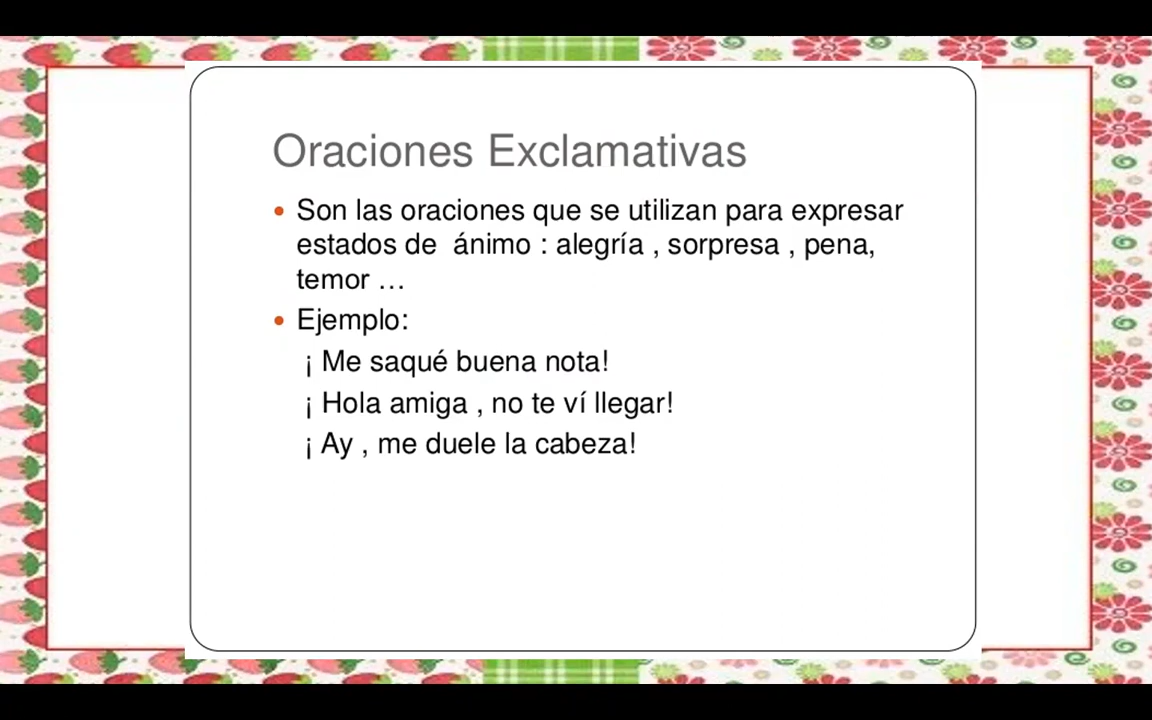 Oraciones Exclamativas
• Son las oraciones que se utilizan para expresar
estados de  ánimo : alegría , sorpresa , pena,
temor …
• Ejemplo:
¡ Me saqué buena nota!
¡ Hola amiga , no te ví llegar!
¡ Ay , me duele la cabeza!